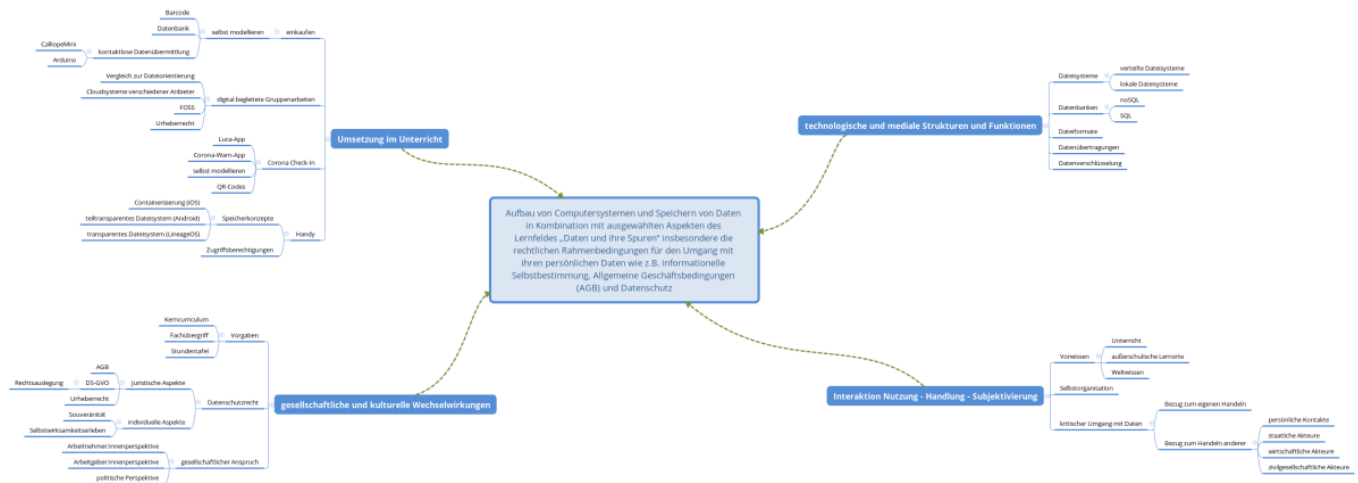 Aufbau von Computersystemen und Speichern von Daten
in Kombination mit ausgewählten Aspekten des
Lernfeldes „Daten und ihre Spuren“ insbesondere die
rechtlichen Rahmenbedingungen für den Umgang mit
ihren persönlichen Daten wie z.B. informationelle
Selbstbestimmung, Allgemeine Geschäftsbedingungen
(AGB) und Datenschutz
Umsetzung im Unterricht
einkaufen
selbst modellieren
Barcode
Datenbank
kontaktlose Datenübermittlung
CalliopeMini
Arduino
digital begleitete Gruppenarbeiten
Vergleich zur Dateiorientierung
Cloudsysteme verschiedener Anbieter
FOSS
Urheberrecht
Corona Check-In
Luca-App
Corona-Warn-App
selbst modellieren
QR-Codes
Handy
Speicherkonzepte
Containerisierung (iOS)
teiltransparentes Dateisystem (Android)
transparentes Dateisystem (LineageOS)
Zugriffsberechtigungen
technologische und mediale Strukturen und Funktionen
Dateisysteme
verteilte Dateisysteme
lokale Dateisysteme
Datenbanken
noSQL
SQL
Dateiformate
Datenübertragungen
Datenverschlüsselung
gesellschaftliche und kulturelle Wechselwirkungen
Vorgaben
Kerncurriculum
Fachübergriff
Stundentafel
Datenschutzrecht
Juristische Aspekte
AGB
DS-GVO
Rechtsauslegung
Urheberrecht
Individuelle Aspekte
Souveränität
Selbstwirksamkeitserleben
gesellschaftlicher Anspruch
Arbeitnehmer:innenperspektive
Arbeitgeber:innenperspektive
politische Perspektive
Interaktion Nutzung - Handlung - Subjektivierung
Vorwissen
Unterricht
außerschulische Lernorte
Weltwissen
Selbstorganisation
kritischer Umgang mit Daten
Bezug zum eigenen Handeln
Bezug zum Handeln anderer
persönliche Kontakte
staatliche Akteure
wirtschaftliche Akteure
zivilgesellschaftliche Akteure